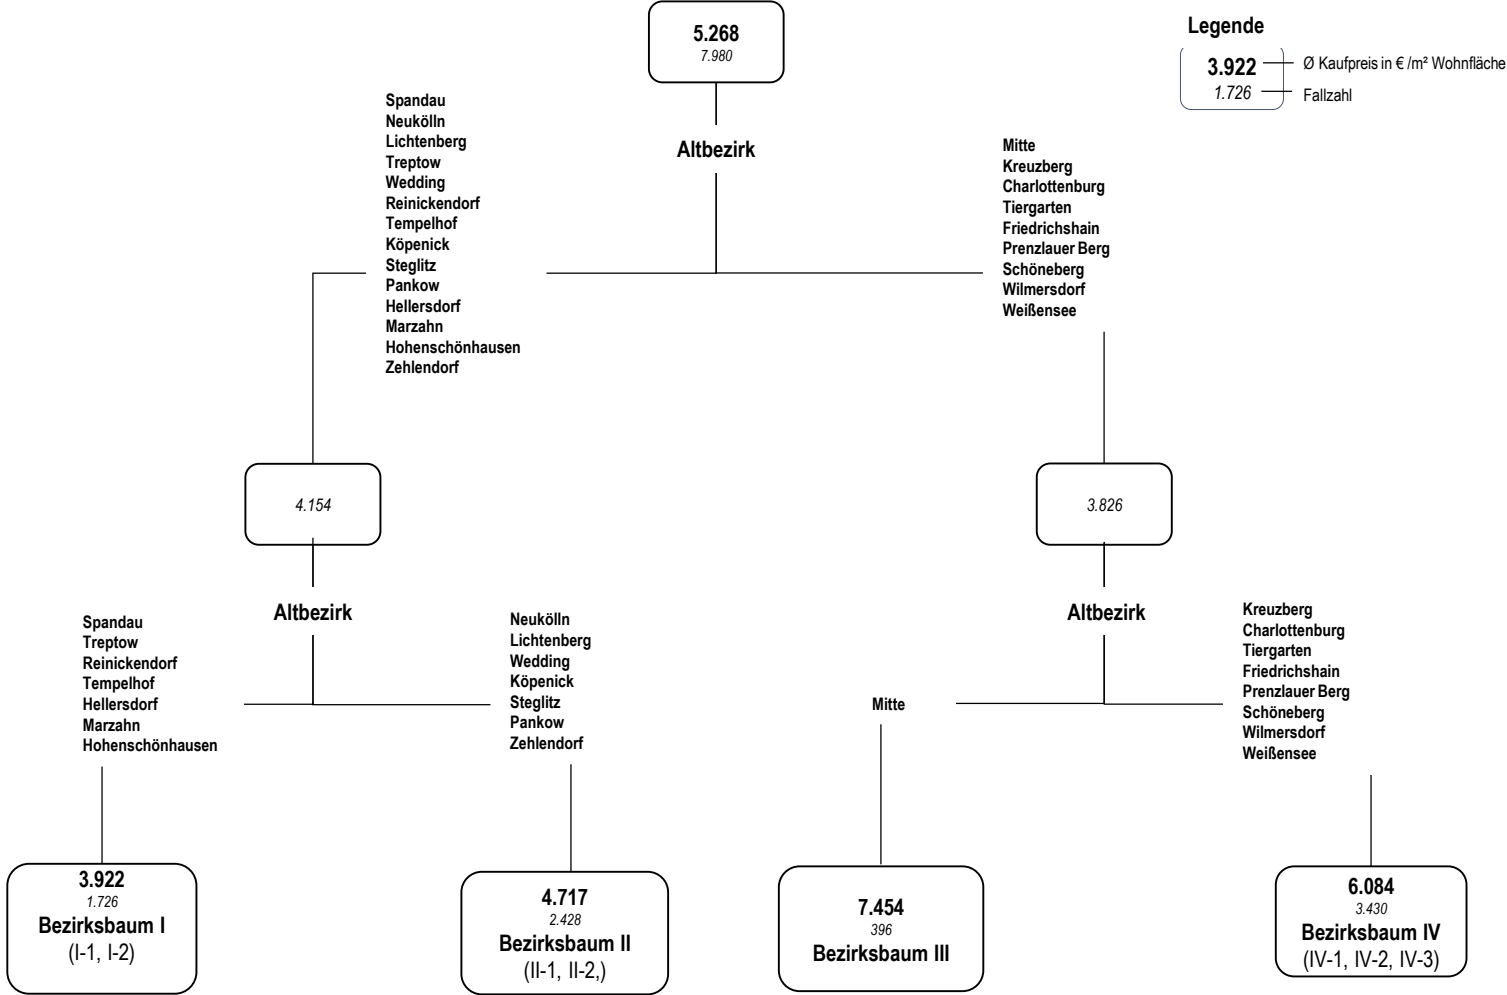 5.268
7.980
Legende
3.922
Ø Kaufpreis in € /m² Wohnfläche
1.726
Fallzahl
Altbezirk
Spandau
Neukölln
Lichtenberg
Treptow
Wedding
Reinickendorf
Tempelhof
Köpenick
Steglitz
Pankow
Hellersdorf
Marzahn
Hohenschönhausen
Zehlendorf
Mitte
Kreuzberg
Charlottenburg
Tiergarten
Friedrichshain
Prenzlauer Berg
Schöneberg
Wilmersdorf
Weißensee
4.154
3.826
Altbezirk
Spandau
Treptow
Reinickendorf
Tempelhof
Hellersdorf
Marzahn
Hohenschönhausen
Neukölln
Lichtenberg
Wedding
Köpenick
Steglitz
Pankow
Zehlendorf
Altbezirk
Mitte
Kreuzberg
Charlottenburg
Tiergarten
Friedrichshain
Prenzlauer Berg
Schöneberg
Wilmersdorf
Weißensee
3.922
1.726
Bezirksbaum I
(I-1, I-2)
4.717
2.428
Bezirksbaum II
(II-1, II-2,)
7.454
396
Bezirksbaum III
6.084
3.430
Bezirksbaum IV
(IV-1, IV-2, IV-3)